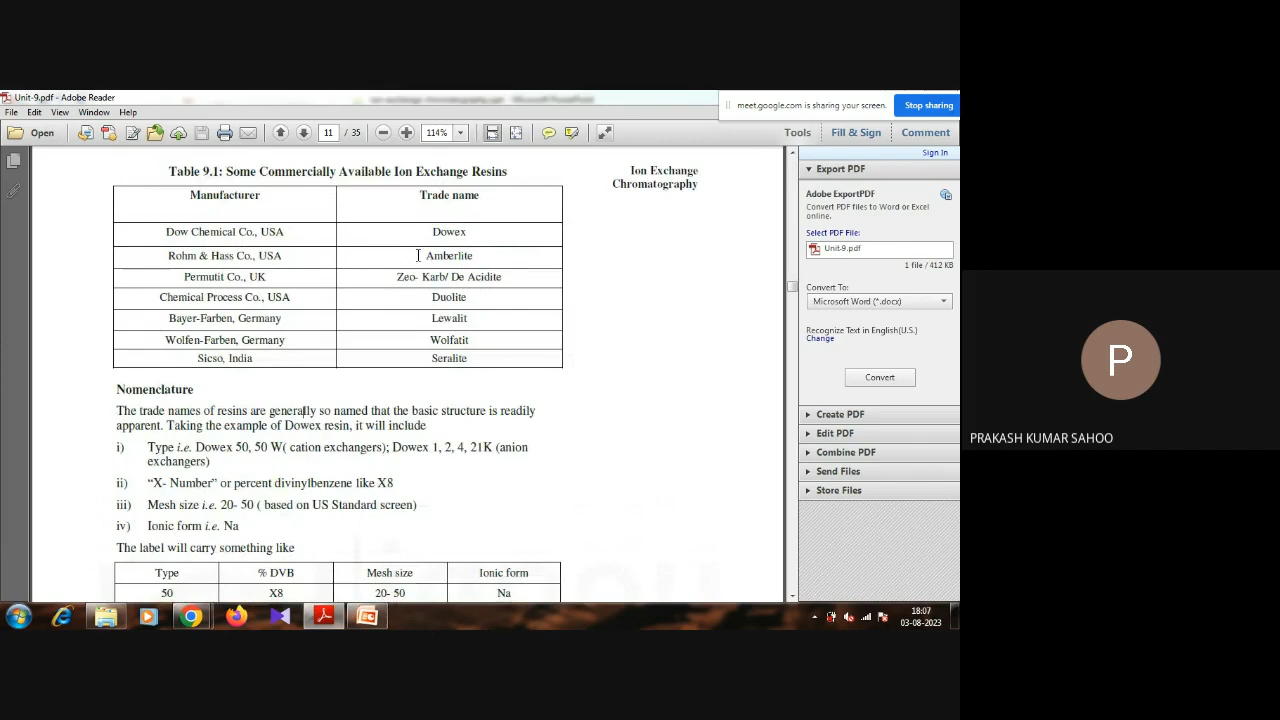 Unit-9.pdf - Adobe Reader
File Edit View Window Help
meet.google.com is sharing your screen. Stop sharing
Open 11 / 35 114% Tools Fill & Sign Comment
Sign In
Table 9.1: Some Commercially Available Ion Exchange Resins
Ion Exchange
Chromatography
Manufacturer Trade name
Dow Chemical Co., USA Dowex
Rohm & Hass Co., USA Amberlite
Permutit Co., UK Zeo- Karb/ De Acidite
Chemical Process Co., USA Duolite
Bayer-Farben, Germany Lewalit
Wolfen-Farben, Germany Wolfatit
Sicso, India Seralite
Nomenclature
The trade names of resins are generally so named that the basic structure is readily
apparent. Taking the example of Dowex resin, it will include
i) Type i.e. Dowex 50, 50 W( cation exchangers); Dowex 1, 2, 4, 21K (anion
exchangers)
ii) “X- Number” or percent divinylbenzene like X8
iii) Mesh size i.e. 20- 50 ( based on US Standard screen)
iv) Ionic form i.e. Na
The label will carry something like
Type % DVB Mesh size Ionic form
50 X8 20- 50 Na
Export PDF
Adobe ExportPDF
Convert PDF files to Word or Excel
online.
Select PDF File:
Unit-9.pdf
1 file / 412 KB
Convert To:
Microsoft Word (*.docx)
Recognize Text in English(U.S.)
Change
Convert
Create PDF
Edit PDF
Combine PDF
Send Files
Store Files
P
PRAKASH KUMAR SAHOO
18:07
03-08-2023